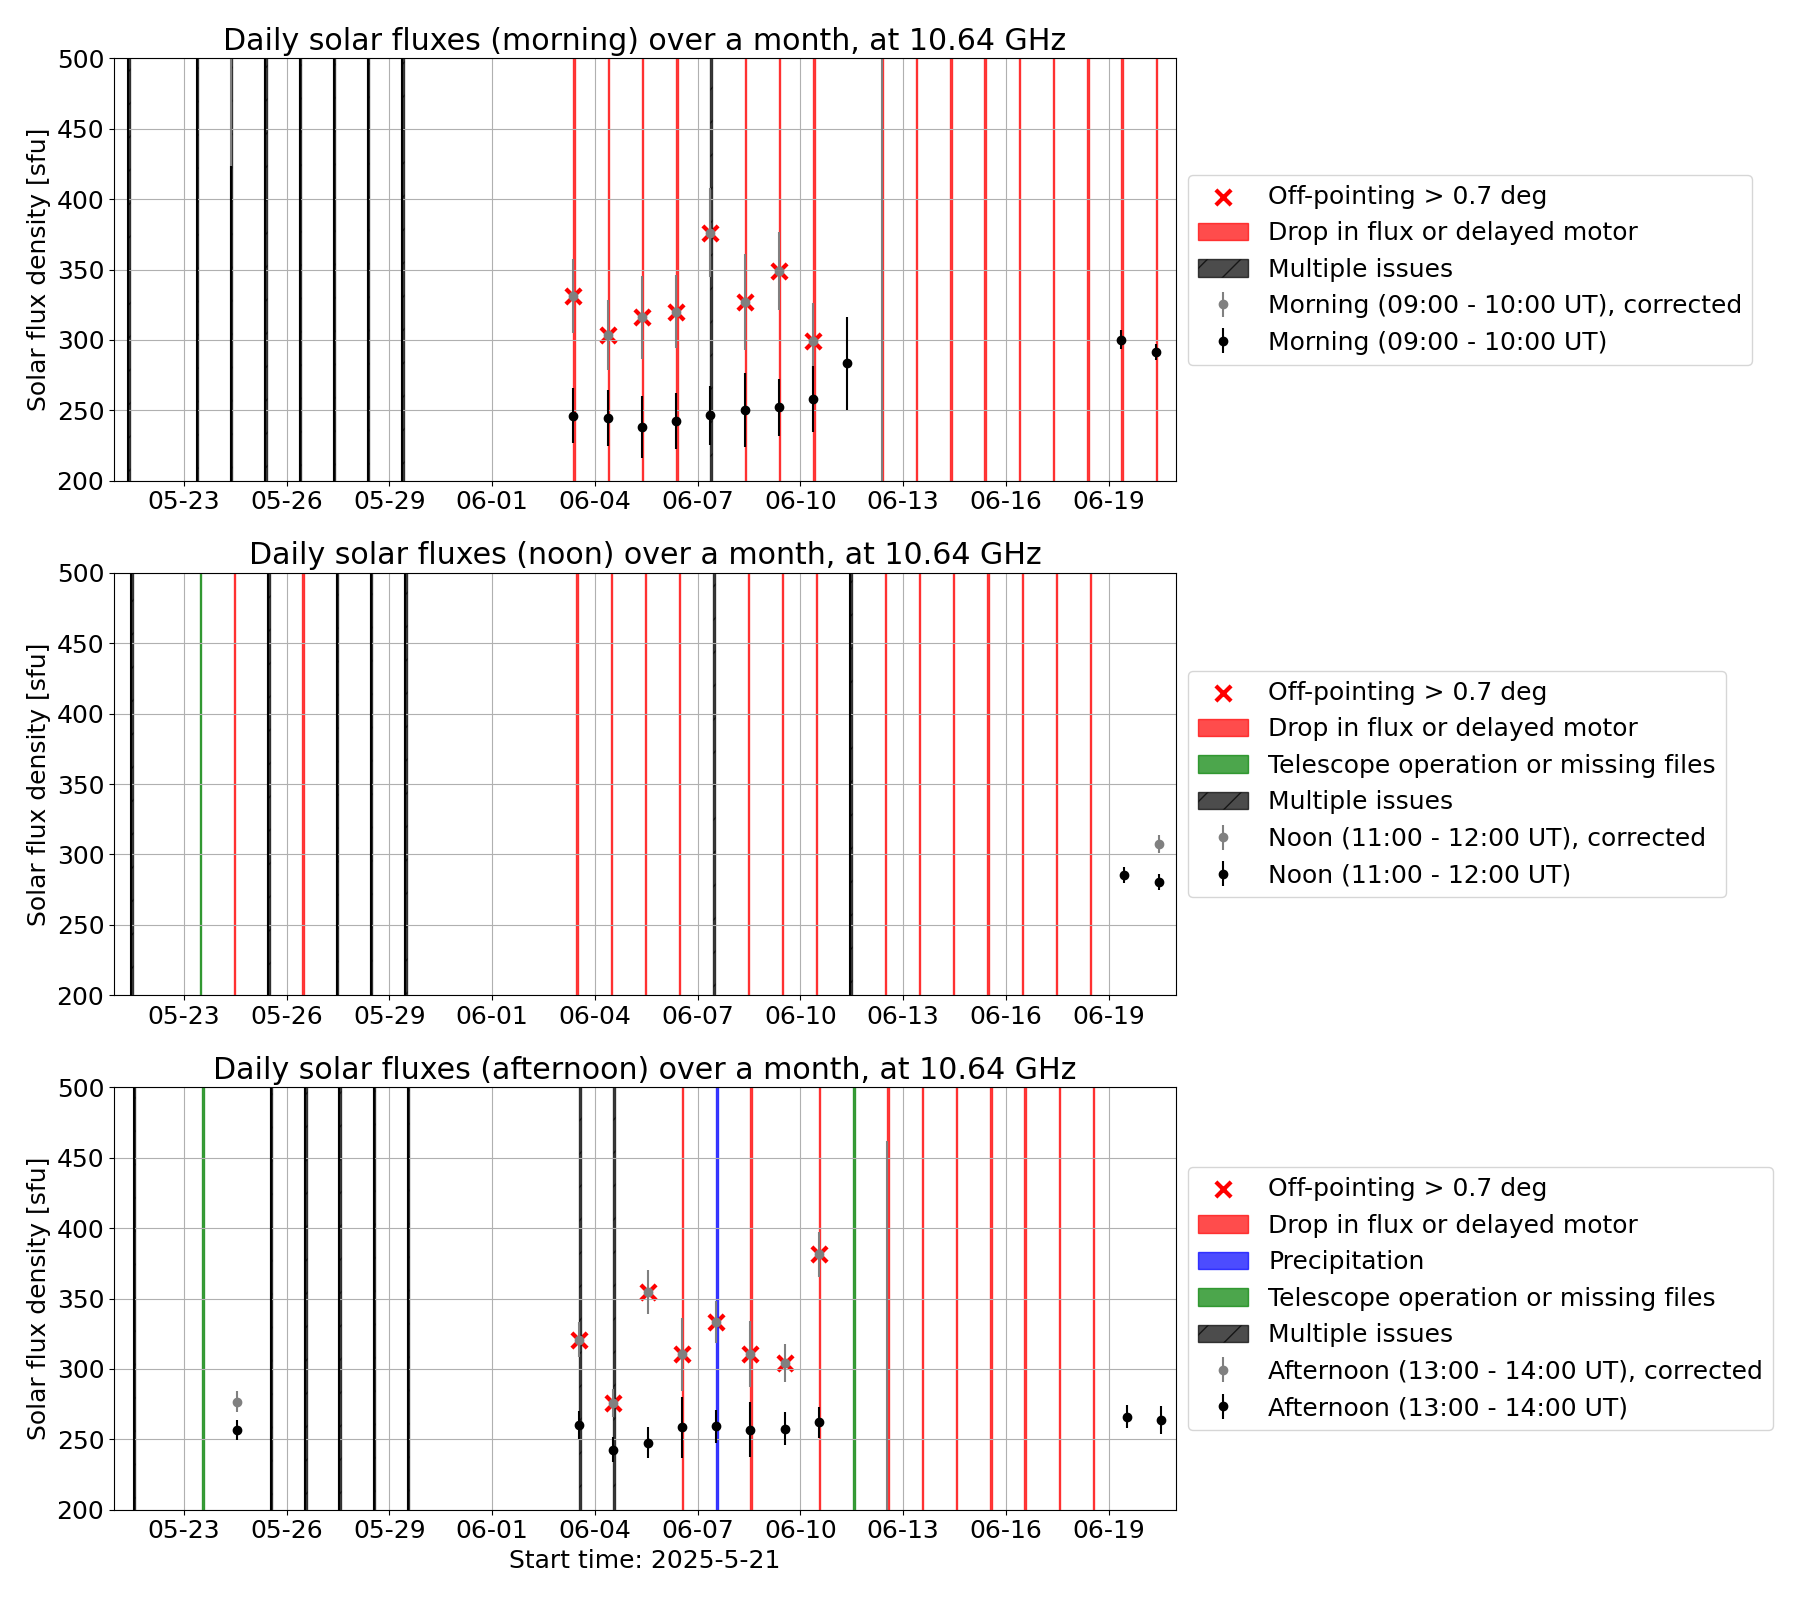 Daily solar fluxes (morning) over a month, at 10.64 GHz
Solar flux density [sfu]
500
450
400
350
300
250
200
05-23 05-26 05-29 06-01 06-04 06-07 06-10 06-13 06-16 06-19
Off-pointing > 0.7 deg
Drop in flux or delayed motor
Multiple issues
Morning (09:00 - 10:00 UT), corrected
Morning (09:00 - 10:00 UT)
Daily solar fluxes (noon) over a month, at 10.64 GHz
Solar flux density [sfu]
500
450
400
350
300
250
200
05-23 05-26 05-29 06-01 06-04 06-07 06-10 06-13 06-16 06-19
Off-pointing > 0.7 deg
Drop in flux or delayed motor
Telescope operation or missing files
Multiple issues
Noon (11:00 - 12:00 UT), corrected
Noon (11:00 - 12:00 UT)
Daily solar fluxes (afternoon) over a month, at 10.64 GHz
Solar flux density [sfu]
500
450
400
350
300
250
200
05-23 05-26 05-29 06-01 06-04 06-07 06-10 06-13 06-16 06-19
Start time: 2025-5-21
Off-pointing > 0.7 deg
Drop in flux or delayed motor
Precipitation
Telescope operation or missing files
Multiple issues
Afternoon (13:00 - 14:00 UT), corrected
Afternoon (13:00 - 14:00 UT)